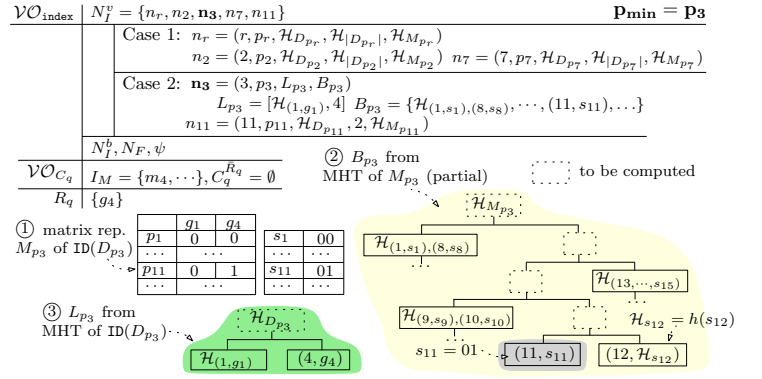 𝒱𝒪_index N_I^v = {n_r, n_2, n_3, n_7, n_11} p_min = p_3
Case 1: n_r = (r, p_r, ℋ_{D_{p_r}}, ℋ_{|D_{p_r}|}, ℋ_{M_{p_r}})
n_2 = (2, p_2, ℋ_{D_{p_2}}, ℋ_{|D_{p_2}|}, ℋ_{M_{p_2}}) n_7 = (7, p_7, ℋ_{D_{p_7}}, ℋ_{|D_{p_7}|}, ℋ_{M_{p_7}})
Case 2: n_3 = (3, p_3, L_{p_3}, B_{p_3})
L_{p_3} = [ℋ_{(1,g_1)}, 4] B_{p_3} = {ℋ_{(1,s_1),(8,s_8)}, ⋯, (11, s_11), …}
n_11 = (11, p_11, ℋ_{D_{p_11}}, 2, ℋ_{M_{p_11}})
N_I^b, N_F, ψ
𝒱𝒪_{C_q} I_M = {m_4, ⋯}, C_q^{R̄_q} = ∅
R_q {g_4}
② B_{p_3} from
MHT of M_{p_3} (partial)
to be computed
① matrix rep.
M_{p_3} of ID(D_{p_3})
g_1 g_4
p_1 0 0
⋯ ⋯
p_11 0 1
⋯ ⋯
s_1 00
⋯ ⋯
s_11 01
⋯ ⋯
ℋ_{M_{p_3}}
ℋ_{(1,s_1),(8,s_8)}
⋯
ℋ_{(13,⋯,s_15)}
⋯
ℋ_{(9,s_9),(10,s_10)}
⋯
ℋ_{s_12} = h(s_12)
s_11 = 01
(11, s_11) (12, ℋ_{s_12})
③ L_{p_3} from
MHT of ID(D_{p_3})
ℋ_{D_{p_3}}
ℋ_{(1,g_1)} (4, g_4)